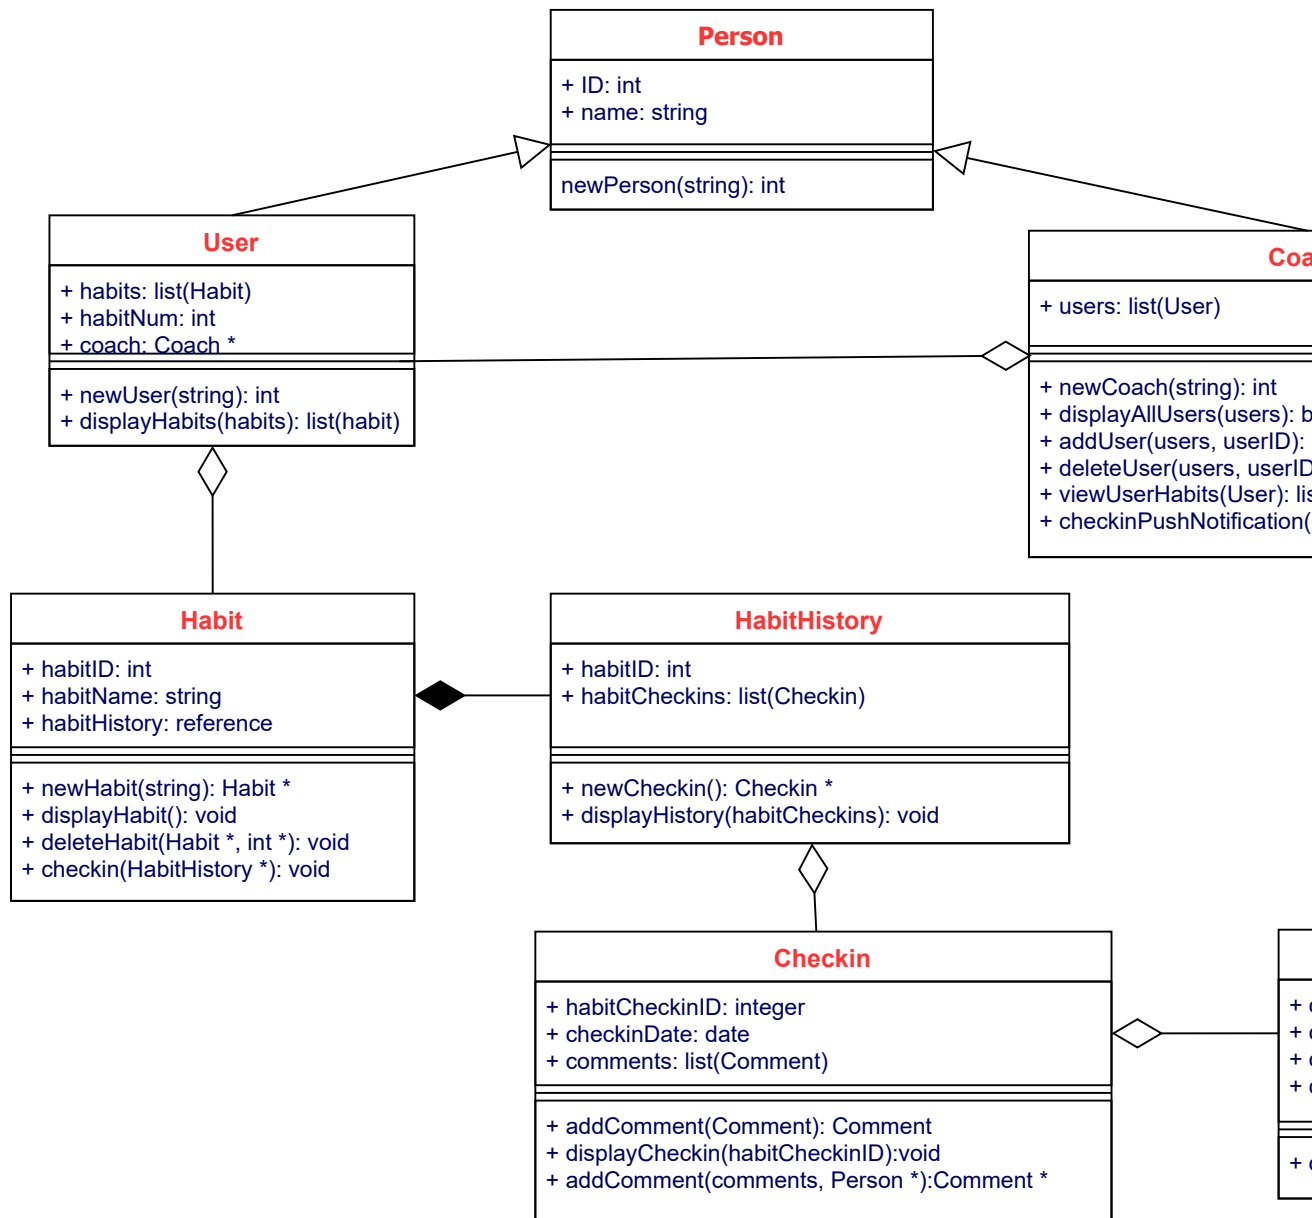 Person
+ ID: int
+ name: string
newPerson(string): int
User
+ habits: list(Habit)
+ habitNum: int
+ coach: Coach *
+ newUser(string): int
+ displayHabits(habits): list(habit)
Coa
+ users: list(User)
+ newCoach(string): int
+ displayAllUsers(users): b
+ addUser(users, userID):
+ deleteUser(users, userID
+ viewUserHabits(User): lis
+ checkinPushNotification(
Habit
+ habitID: int
+ habitName: string
+ habitHistory: reference
+ newHabit(string): Habit *
+ displayHabit(): void
+ deleteHabit(Habit *, int *): void
+ checkin(HabitHistory *): void
HabitHistory
+ habitID: int
+ habitCheckins: list(Checkin)
+ newCheckin(): Checkin *
+ displayHistory(habitCheckins): void
Checkin
+ habitCheckinID: integer
+ checkinDate: date
+ comments: list(Comment)
+ addComment(Comment): Comment
+ displayCheckin(habitCheckinID):void
+ addComment(comments, Person *):Comment *
+
+
+
+
+